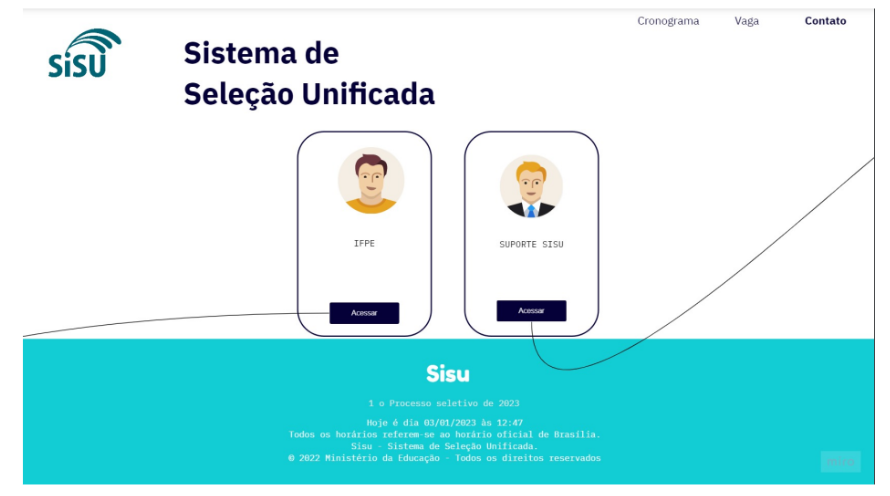 Cronograma Vaga Contato
sisu
Sistema de
Seleção Unificada
IFPE
SUPORTE SISU
Acessar
Acessar
Sisu
1 o Processo seletivo de 2023
Hoje é dia 03/01/2023 às 12:47
Todos os horários referem-se ao horário oficial de Brasília.
Sisu - Sistema de Seleção Unificada.
© 2022 Ministério da Educação - Todos os direitos reservados